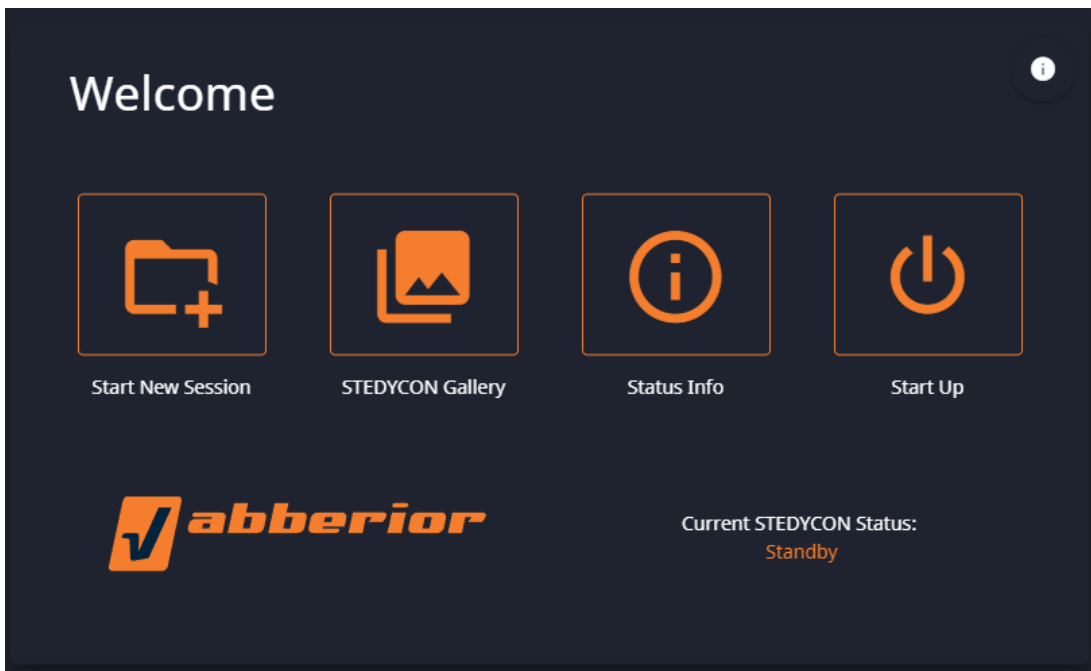 Welcome
Start New Session
STEDYCON Gallery
Status Info
Start Up
abberior
Current STEDYCON Status:
Standby